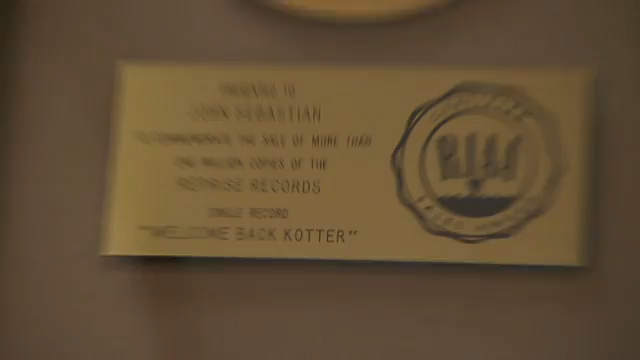 PRESENTED TO
JOHN SEBASTIAN
TO COMMEMORATE THE SALE OF MORE THAN
ONE MILLION COPIES OF THE
REPRISE RECORDS
SINGLE RECORD
"WELCOME BACK KOTTER"
RIAA